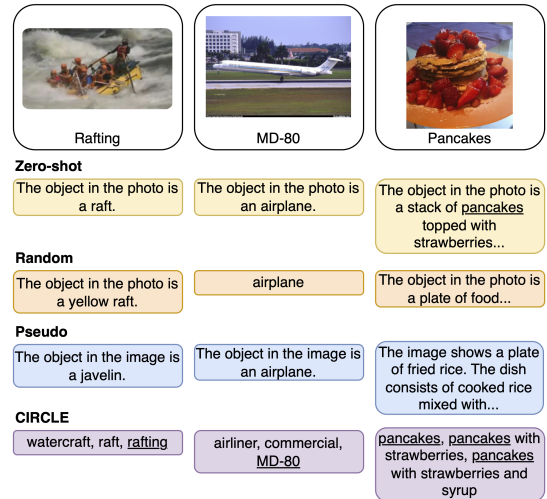 Rafting
MD-80
Pancakes
Zero-shot
The object in the photo is
a raft.
The object in the photo is
an airplane.
The object in the photo is
a stack of pancakes
topped with
strawberries...
Random
The object in the photo is
a yellow raft.
airplane
The object in the photo is
a plate of food...
Pseudo
The object in the image is
a javelin.
The object in the image is
an airplane.
The image shows a plate
of fried rice. The dish
consists of cooked rice
mixed with...
CIRCLE
watercraft, raft, rafting
airliner, commercial,
MD-80
pancakes, pancakes with
strawberries, pancakes
with strawberries and
syrup